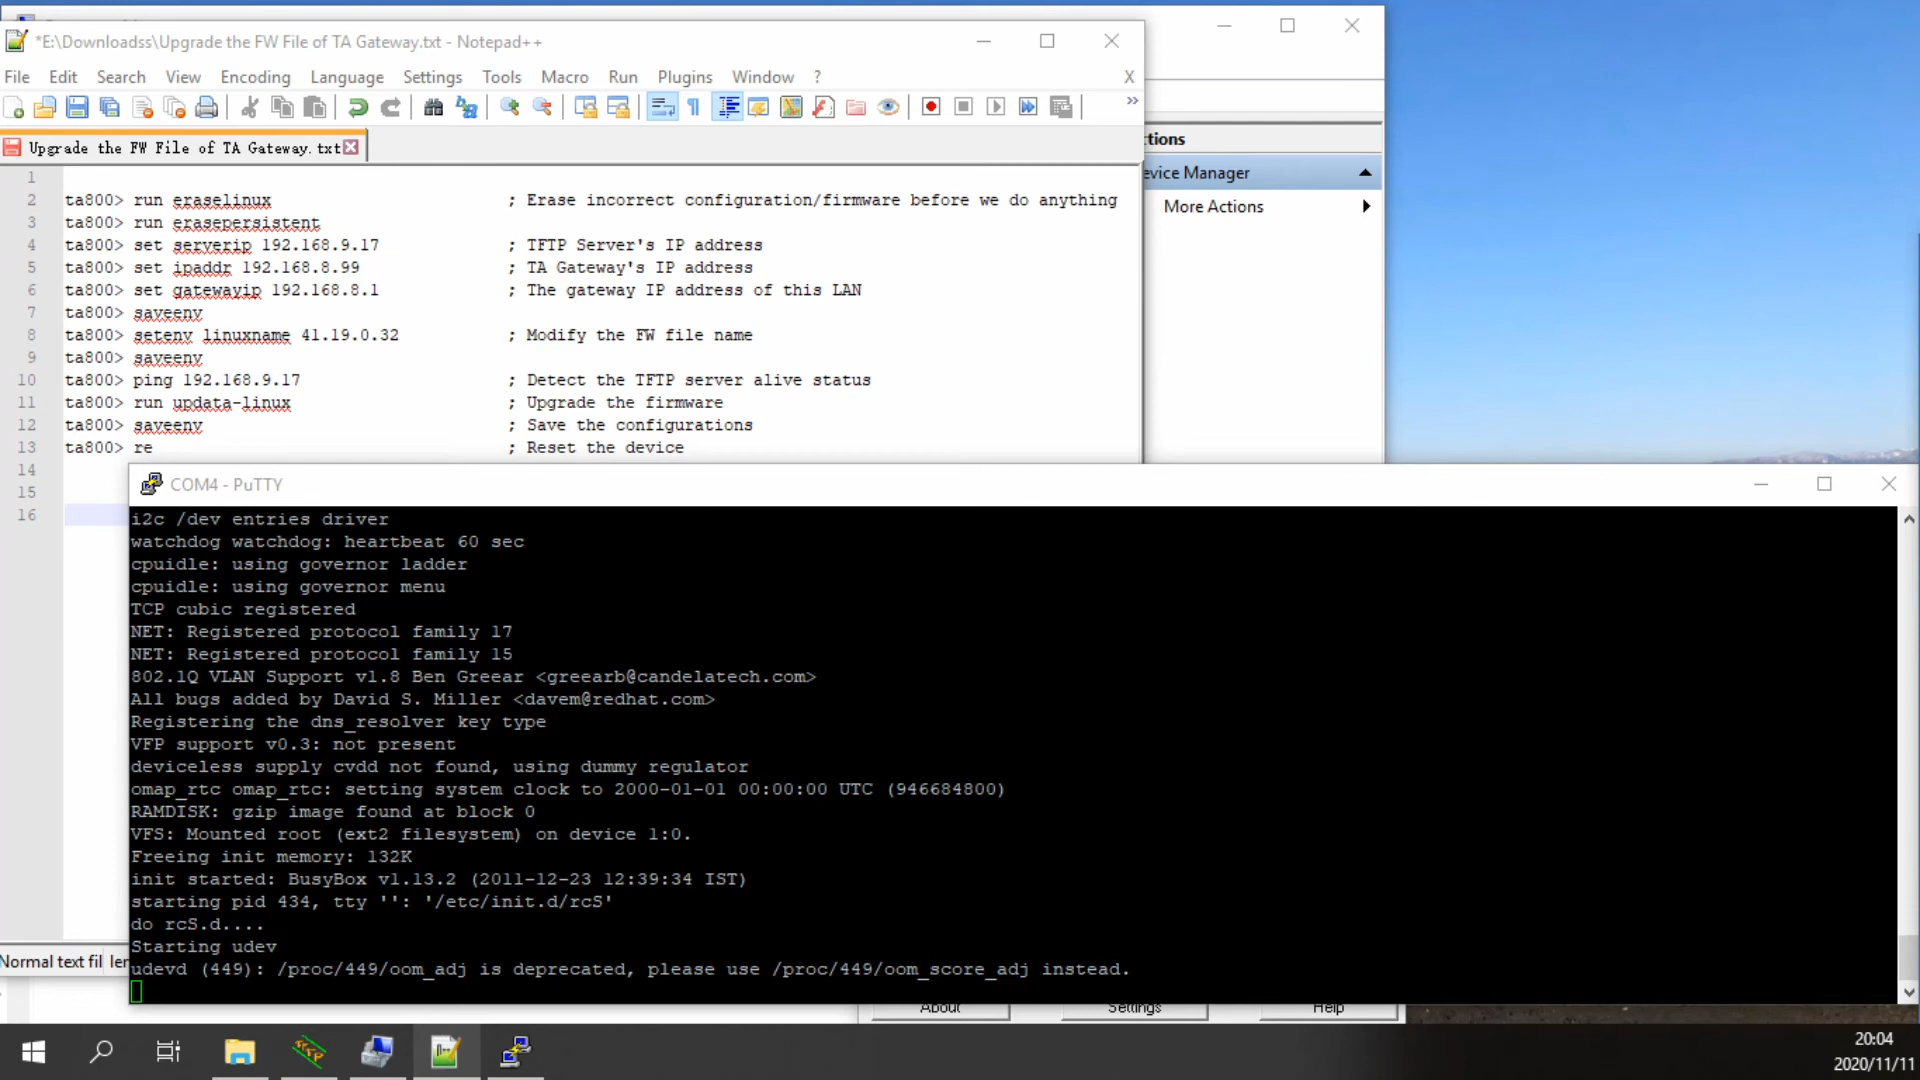 *E:\Downloadss\Upgrade the FW File of TA Gateway.txt - Notepad++
File Edit Search View Encoding Language Settings Tools Macro Run Plugins Window ? X
Upgrade the FW File of TA Gateway.txt
1
2 ta800> run eraselinux ; Erase incorrect configuration/firmware before we do anything
3 ta800> run erasepersistent
4 ta800> set serverip 192.168.9.17 ; TFTP Server's IP address
5 ta800> set ipaddr 192.168.8.99 ; TA Gateway's IP address
6 ta800> set gatewayip 192.168.8.1 ; The gateway IP address of this LAN
7 ta800> saveenv
8 ta800> setenv linuxname 41.19.0.32 ; Modify the FW file name
9 ta800> saveenv
10 ta800> ping 192.168.9.17 ; Detect the TFTP server alive status
11 ta800> run updata-linux ; Upgrade the firmware
12 ta800> saveenv ; Save the configurations
13 ta800> re ; Reset the device
14
15
16
Normal text fil ler
tions
evice Manager
More Actions
COM4 - PuTTY
i2c /dev entries driver
watchdog watchdog: heartbeat 60 sec
cpuidle: using governor ladder
cpuidle: using governor menu
TCP cubic registered
NET: Registered protocol family 17
NET: Registered protocol family 15
802.1Q VLAN Support v1.8 Ben Greear <greearb@candelatech.com>
All bugs added by David S. Miller <davem@redhat.com>
Registering the dns_resolver key type
VFP support v0.3: not present
deviceless supply cvdd not found, using dummy regulator
omap_rtc omap_rtc: setting system clock to 2000-01-01 00:00:00 UTC (946684800)
RAMDISK: gzip image found at block 0
VFS: Mounted root (ext2 filesystem) on device 1:0.
Freeing init memory: 132K
init started: BusyBox v1.13.2 (2011-12-23 12:39:34 IST)
starting pid 434, tty '': '/etc/init.d/rcS'
do rcS.d....
Starting udev
udevd (449): /proc/449/oom_adj is deprecated, please use /proc/449/oom_score_adj instead.
About Settings Help
20:04
2020/11/11